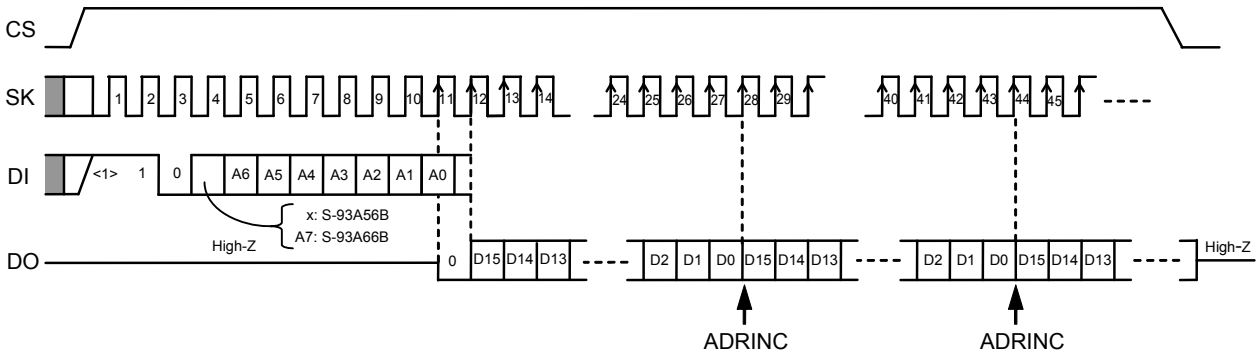 CS
SK 1 2 3 4 5 6 7 8 9 10 11 12 13 14 24 25 26 27 28 29 40 41 42 43 44 45
DI <1> 1 0 A6 A5 A4 A3 A2 A1 A0
x: S-93A56B
A7: S-93A66B
High-Z High-Z
DO 0 D15 D14 D13 D2 D1 D0 D15 D14 D13 D2 D1 D0 D15 D14 D13
ADRINC ADRINC